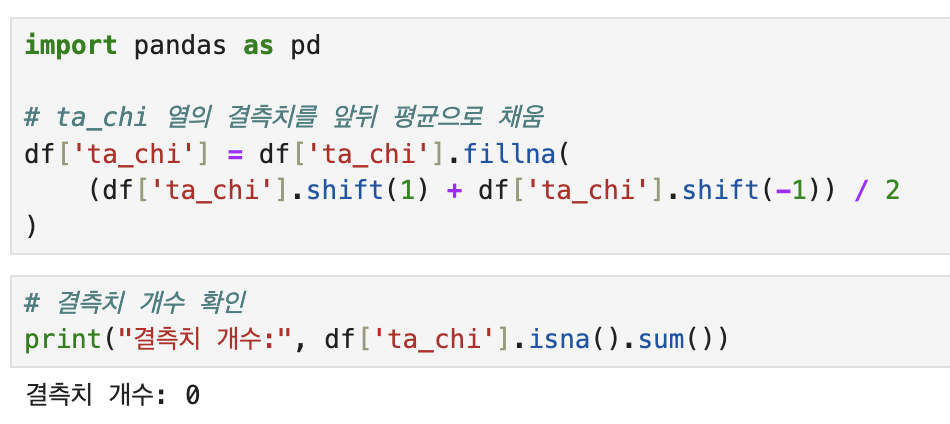 import pandas as pd
# ta_chi 열의 결측치를 앞뒤 평균으로 채움
df['ta_chi'] = df['ta_chi'].fillna(
    (df['ta_chi'].shift(1) + df['ta_chi'].shift(-1)) / 2
)
# 결측치 개수 확인
print("결측치 개수:", df['ta_chi'].isna().sum())
결측치 개수: 0